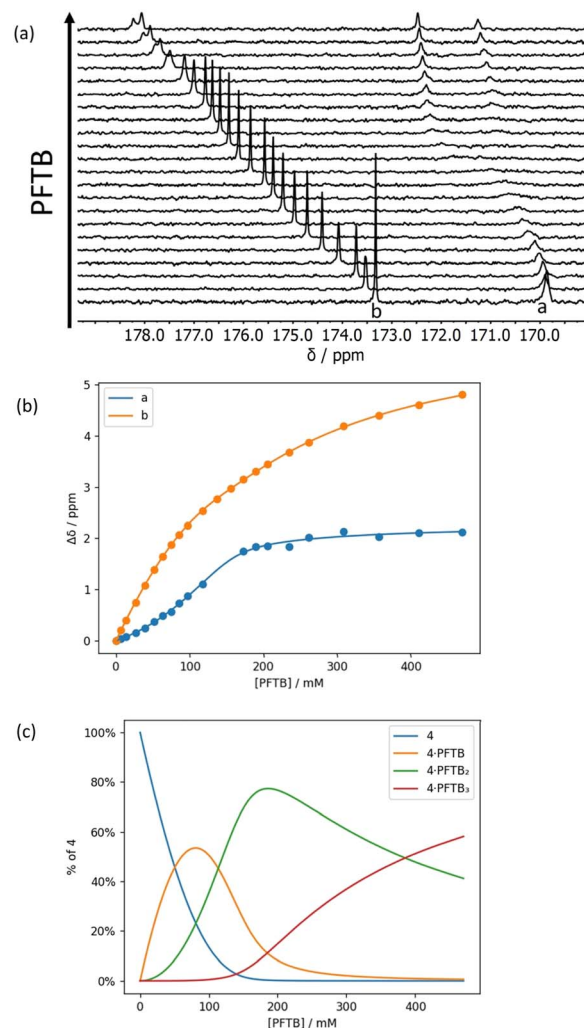 (a)
PFTB
b
a
178.0 177.0 176.0 175.0 174.0 173.0 172.0 171.0 170.0
δ / ppm
(b)
5
4
3
2
1
0
Δδ / ppm
a
b
0 100 200 300 400
[PFTB] / mM
(c)
100%
80%
60%
40%
20%
0%
% of 4
4
4·PFTB
4·PFTB₂
4·PFTB₃
0 100 200 300 400
[PFTB] / mM